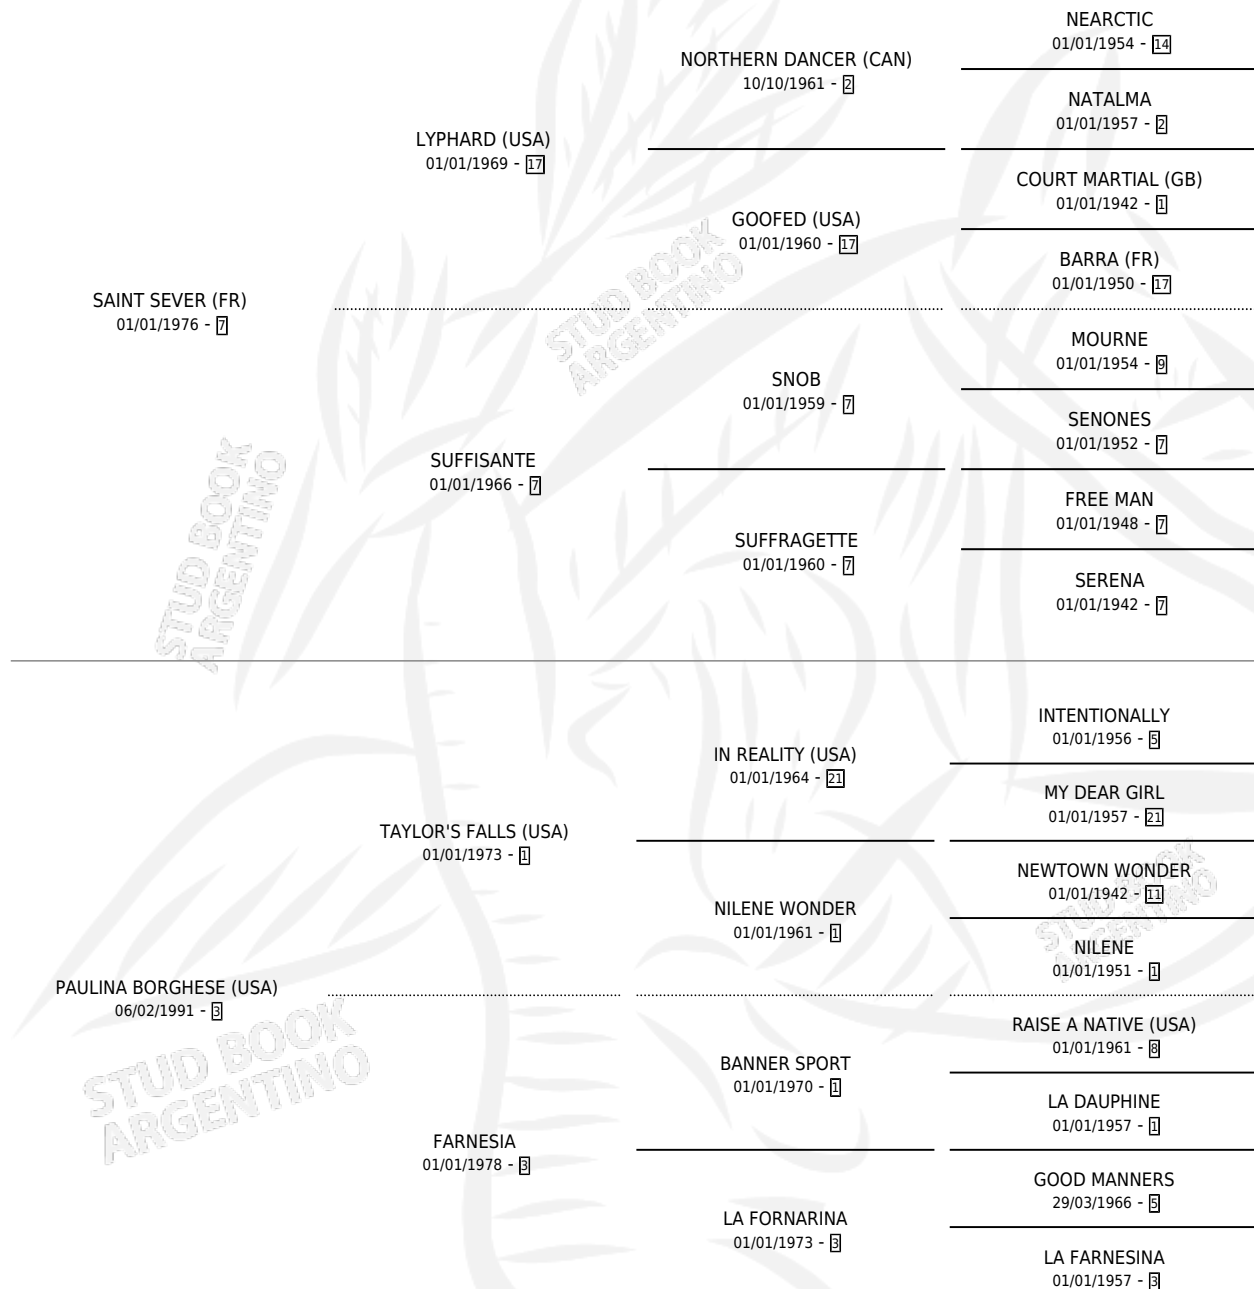 NEARCTIC
01/01/1954 - 14
NORTHERN DANCER (CAN)
10/10/1961 - 2
NATALMA
01/01/1957 - 2
LYPHARD (USA)
01/01/1969 - 17
COURT MARTIAL (GB)
01/01/1942 - 1
GOOFED (USA)
01/01/1960 - 17
BARRA (FR)
01/01/1950 - 17
SAINT SEVER (FR)
01/01/1976 - 7
MOURNE
01/01/1954 - 9
SNOB
01/01/1959 - 7
SENONES
01/01/1952 - 7
SUFFISANTE
01/01/1966 - 7
FREE MAN
01/01/1948 - 7
SUFFRAGETTE
01/01/1960 - 7
SERENA
01/01/1942 - 7
INTENTIONALLY
01/01/1956 - 5
IN REALITY (USA)
01/01/1964 - 21
MY DEAR GIRL
01/01/1957 - 21
TAYLOR'S FALLS (USA)
01/01/1973 - 1
NEWTOWN WONDER
01/01/1942 - 11
NILENE WONDER
01/01/1961 - 1
NILENE
01/01/1951 - 1
PAULINA BORGHESE (USA)
06/02/1991 - 3
RAISE A NATIVE (USA)
01/01/1961 - 8
BANNER SPORT
01/01/1970 - 1
LA DAUPHINE
01/01/1957 - 1
FARNESIA
01/01/1978 - 3
GOOD MANNERS
29/03/1966 - 5
LA FORNARINA
01/01/1973 - 3
LA FARNESINA
01/01/1957 - 3
STUD BOOK
ARGENTINO
STUD BOOK
ARGENTINO
STUD BOOK
ARGENTINO
STUD BOOK
ARGENTINO